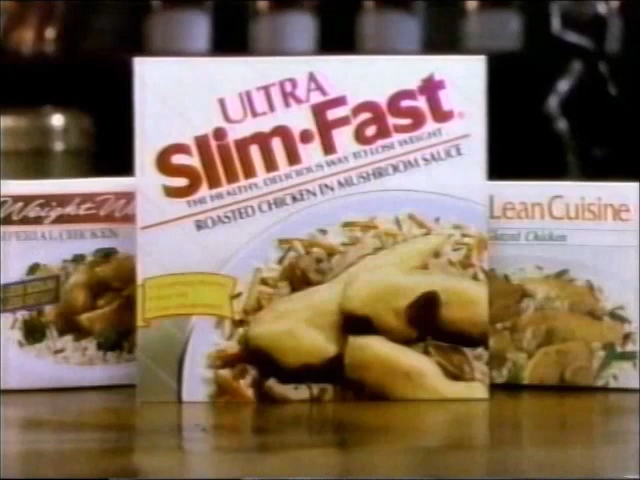 ULTRA
Slim·Fast®
THE HEALTHY, DELICIOUS WAY TO LOSE WEIGHT
ROASTED CHICKEN IN MUSHROOM SAUCE
Weight W
PERIAL CHICKEN
Lean Cuisine
Chicken